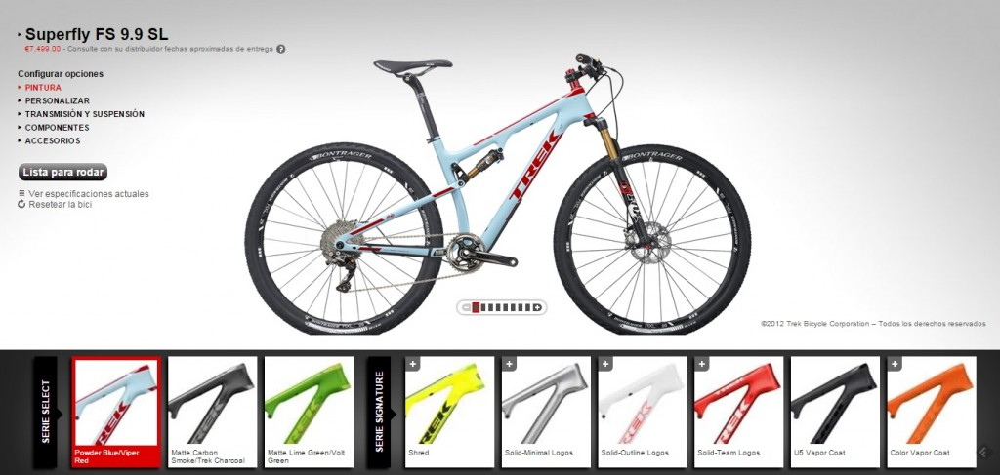 Superfly FS 9.9 SL
€7,499.00 - Consulte con su distribuidor fechas aproximadas de entrega ?
Configurar opciones
PINTURA
PERSONALIZAR
TRANSMISIÓN Y SUSPENSIÓN
COMPONENTES
ACCESORIOS
Lista para rodar
Ver especificaciones actuales
Resetear la bici
BONTRAGER
BONTRAGER
TREK
©2012 Trek Bicycle Corporation – Todos los derechos reservados
SERIE SELECT
Powder Blue/Viper
Red
Matte Carbon
Smoke/Trek Charcoal
Matte Lime Green/Volt
Green
SERIE SIGNATURE
Shred
Solid-Minimal Logos
Solid-Outline Logos
Solid-Team Logos
U5 Vapor Coat
Color Vapor Coat